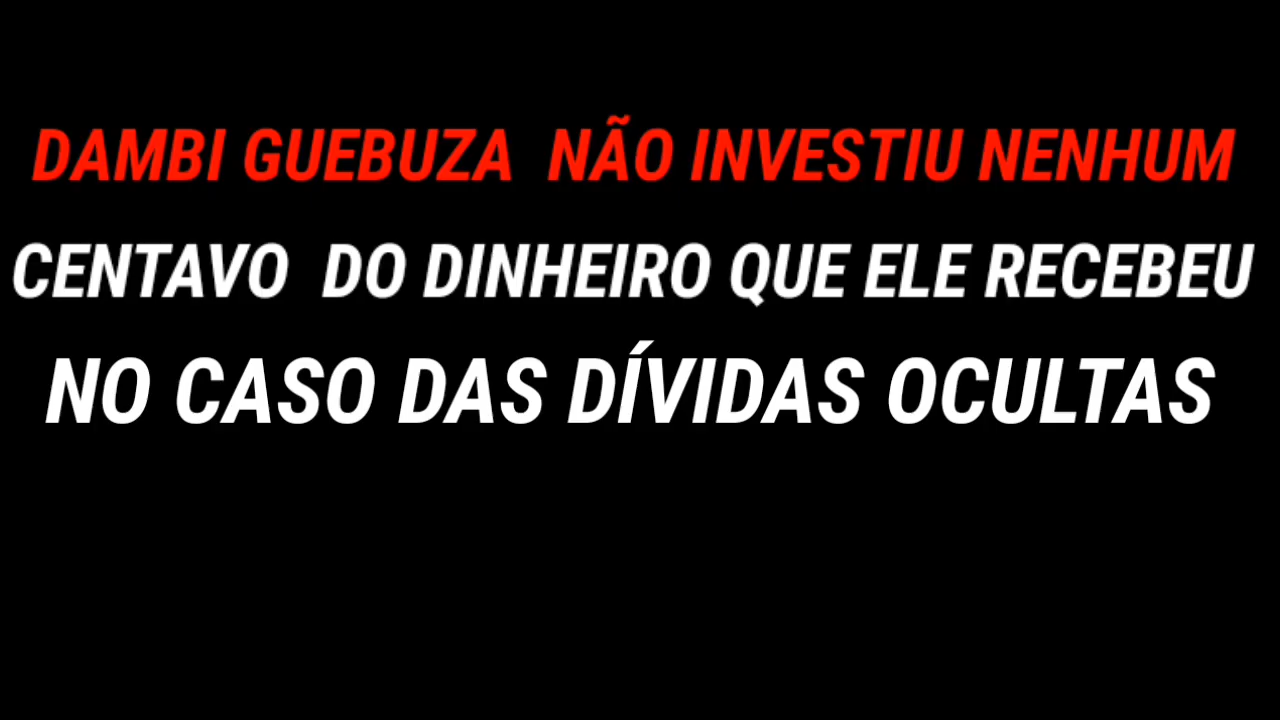 DAMBI GUEBUZA NÃO INVESTIU NENHUM
CENTAVO DO DINHEIRO QUE ELE RECEBEU
NO CASO DAS DÍVIDAS OCULTAS